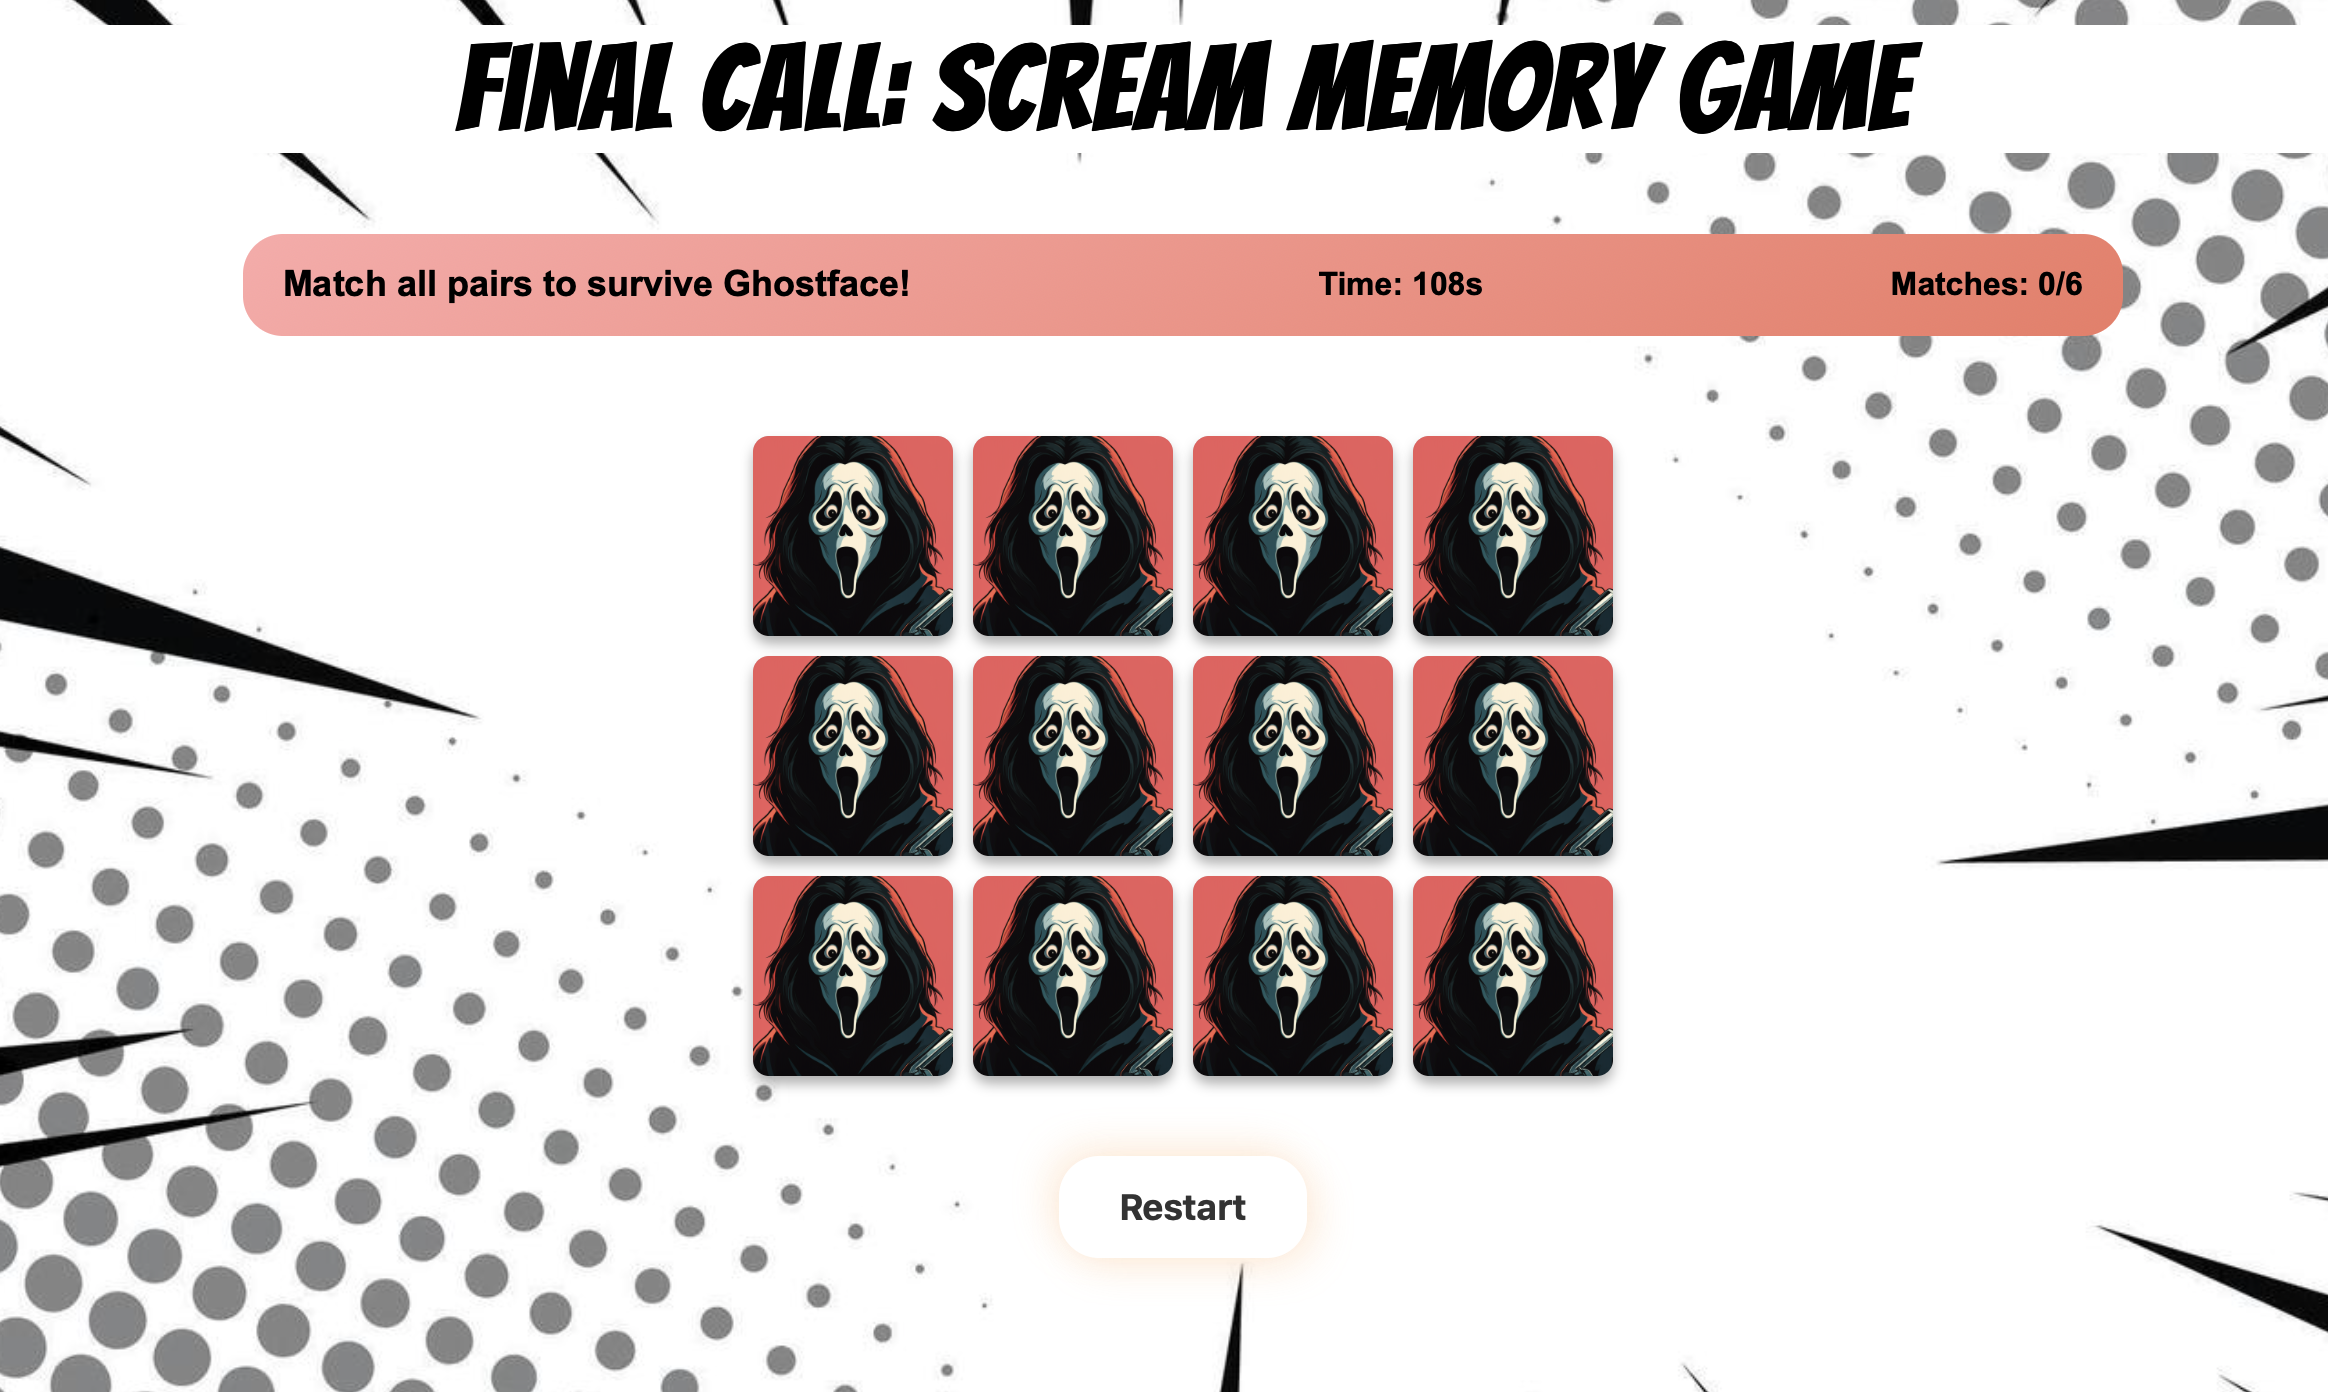 FINAL CALL: SCREAM MEMORY GAME
Match all pairs to survive Ghostface! Time: 108s Matches: 0/6
Restart